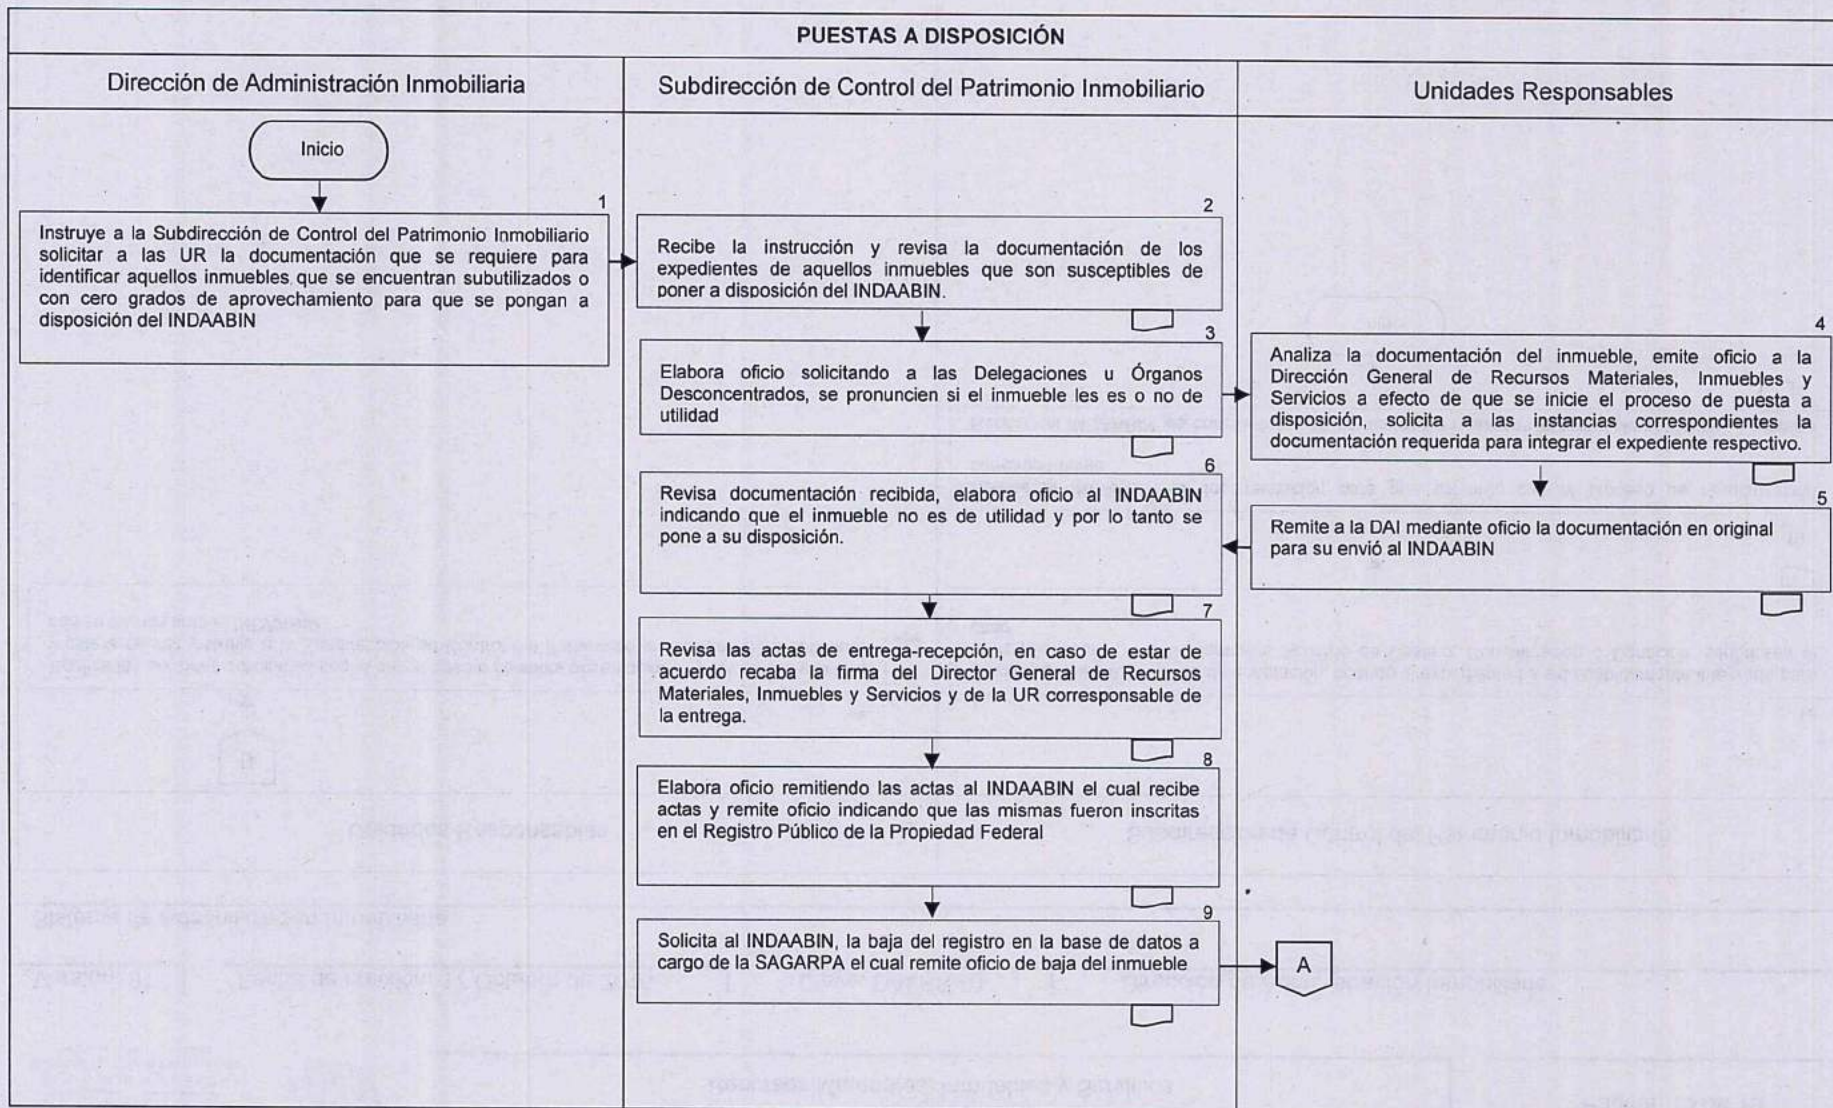 PUESTAS A DISPOSICIÓN
Dirección de Administración Inmobiliaria
Subdirección de Control del Patrimonio Inmobiliario
Unidades Responsables
Inicio
1
Instruye a la Subdirección de Control del Patrimonio Inmobiliario
solicitar a las UR la documentación que se requiere para
identificar aquellos inmuebles que se encuentran subutilizados o
con cero grados de aprovechamiento para que se pongan a
disposición del INDAABIN
2
Recibe la instrucción y revisa la documentación de los
expedientes de aquellos inmuebles que son susceptibles de
poner a disposición del INDAABIN.
3
Elabora oficio solicitando a las Delegaciones u Órganos
Desconcentrados, se pronuncien si el inmueble les es o no de
utilidad
4
Analiza la documentación del inmueble, emite oficio a la
Dirección General de Recursos Materiales, Inmuebles y
Servicios a efecto de que se inicie el proceso de puesta a
disposición, solicita a las instancias correspondientes la
documentación requerida para integrar el expediente respectivo.
5
Remite a la DAI mediante oficio la documentación en original
para su envió al INDAABIN
6
Revisa documentación recibida, elabora oficio al INDAABIN
indicando que el inmueble no es de utilidad y por lo tanto se
pone a su disposición.
7
Revisa las actas de entrega-recepción, en caso de estar de
acuerdo recaba la firma del Director General de Recursos
Materiales, Inmuebles y Servicios y de la UR corresponsable de
la entrega.
8
Elabora oficio remitiendo las actas al INDAABIN el cual recibe
actas y remite oficio indicando que las mismas fueron inscritas
en el Registro Público de la Propiedad Federal
9
Solicita al INDAABIN, la baja del registro en la base de datos a
cargo de la SAGARPA el cual remite oficio de baja del inmueble
A